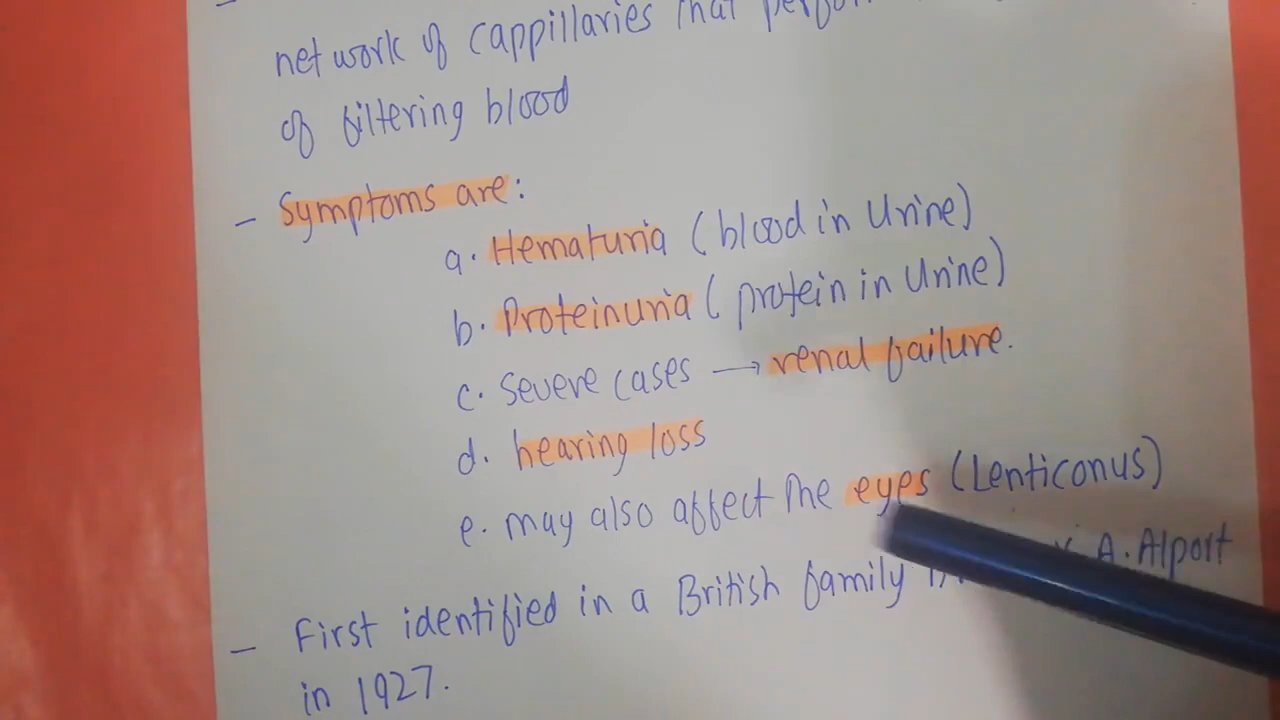 network of cappillaries that
of filtering blood
- Symptoms are:
a. Hematuria (blood in Urine)
b. Proteinuria (protein in Urine)
c. Severe cases → renal failure.
d. hearing loss
e. may also affect the eyes (Lenticonus)
- First identified in a British family A. Alport
in 1927.